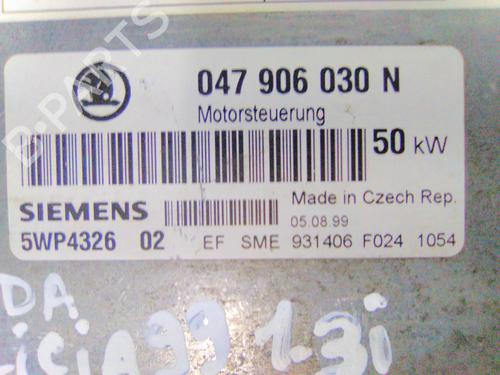 B-PARTS
047 906 030 N
Motorsteuerung
50 kW
SIEMENS
Made in Czech Rep.
05.08.99
5WP4326 02 EF SME 931406 F024 1054
DA
icia 99 1.3i